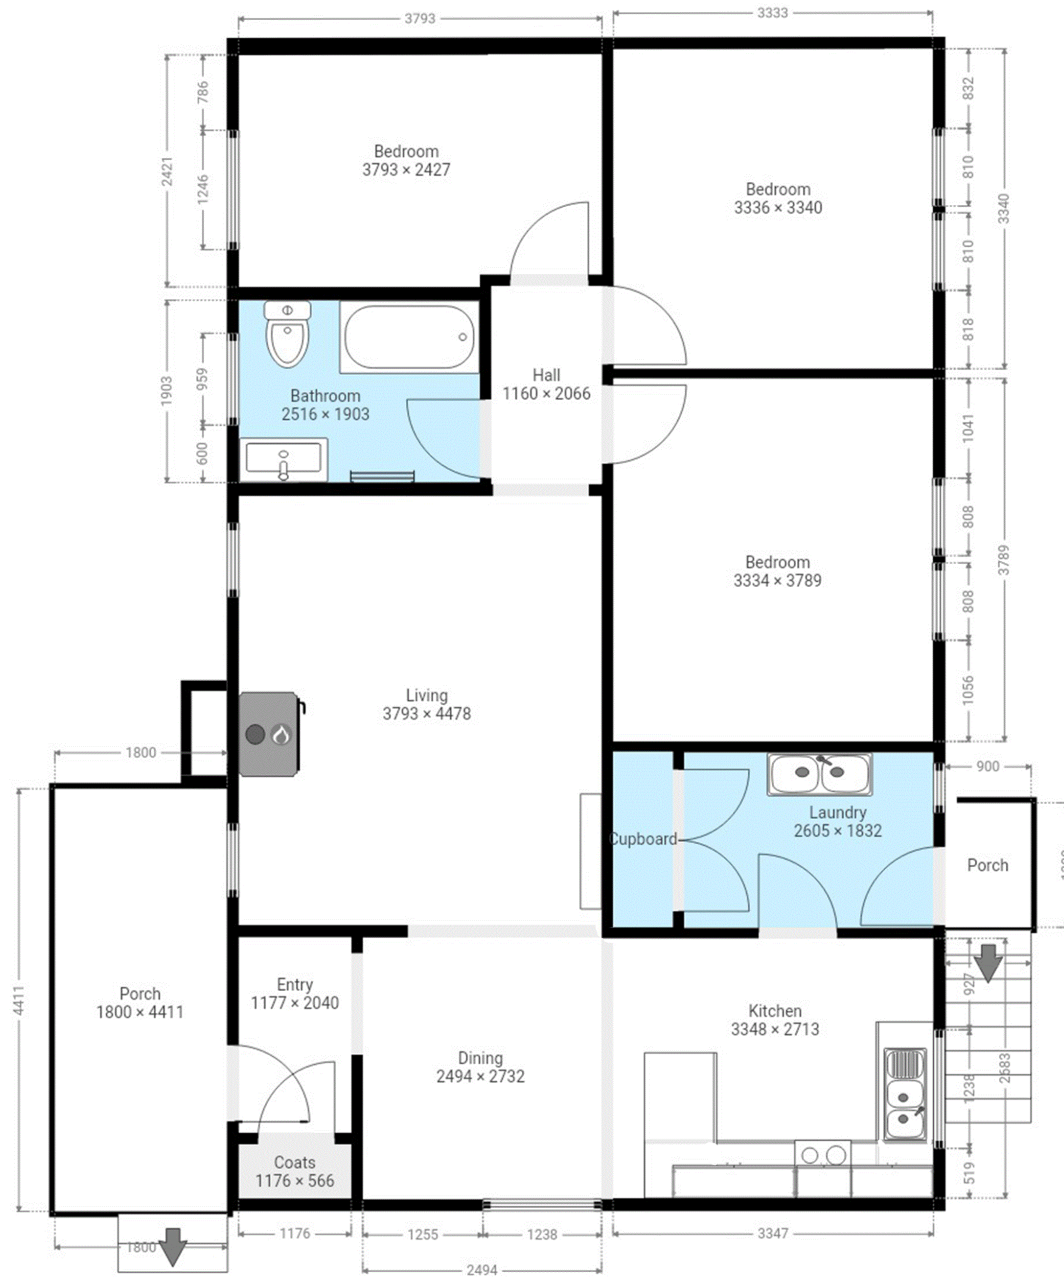 3793
3333
786
832
Bedroom
3793 × 2427
2421
1246
810
Bedroom
3336 × 3340
3340
810
818
1903
959
Bathroom
2516 × 1903
Hall
1160 × 2066
600
1041
808
Bedroom
3334 × 3789
3789
808
1056
Living
3793 × 4478
1800
900
Laundry
2605 × 1832
Cupboard
Porch
Entry
1177 × 2040
Porch
1800 × 4411
4411
927
Kitchen
3348 × 2713
Dining
2494 × 2732
1238
2583
Coats
1176 × 566
519
1176
1255
1238
3347
1800
2494